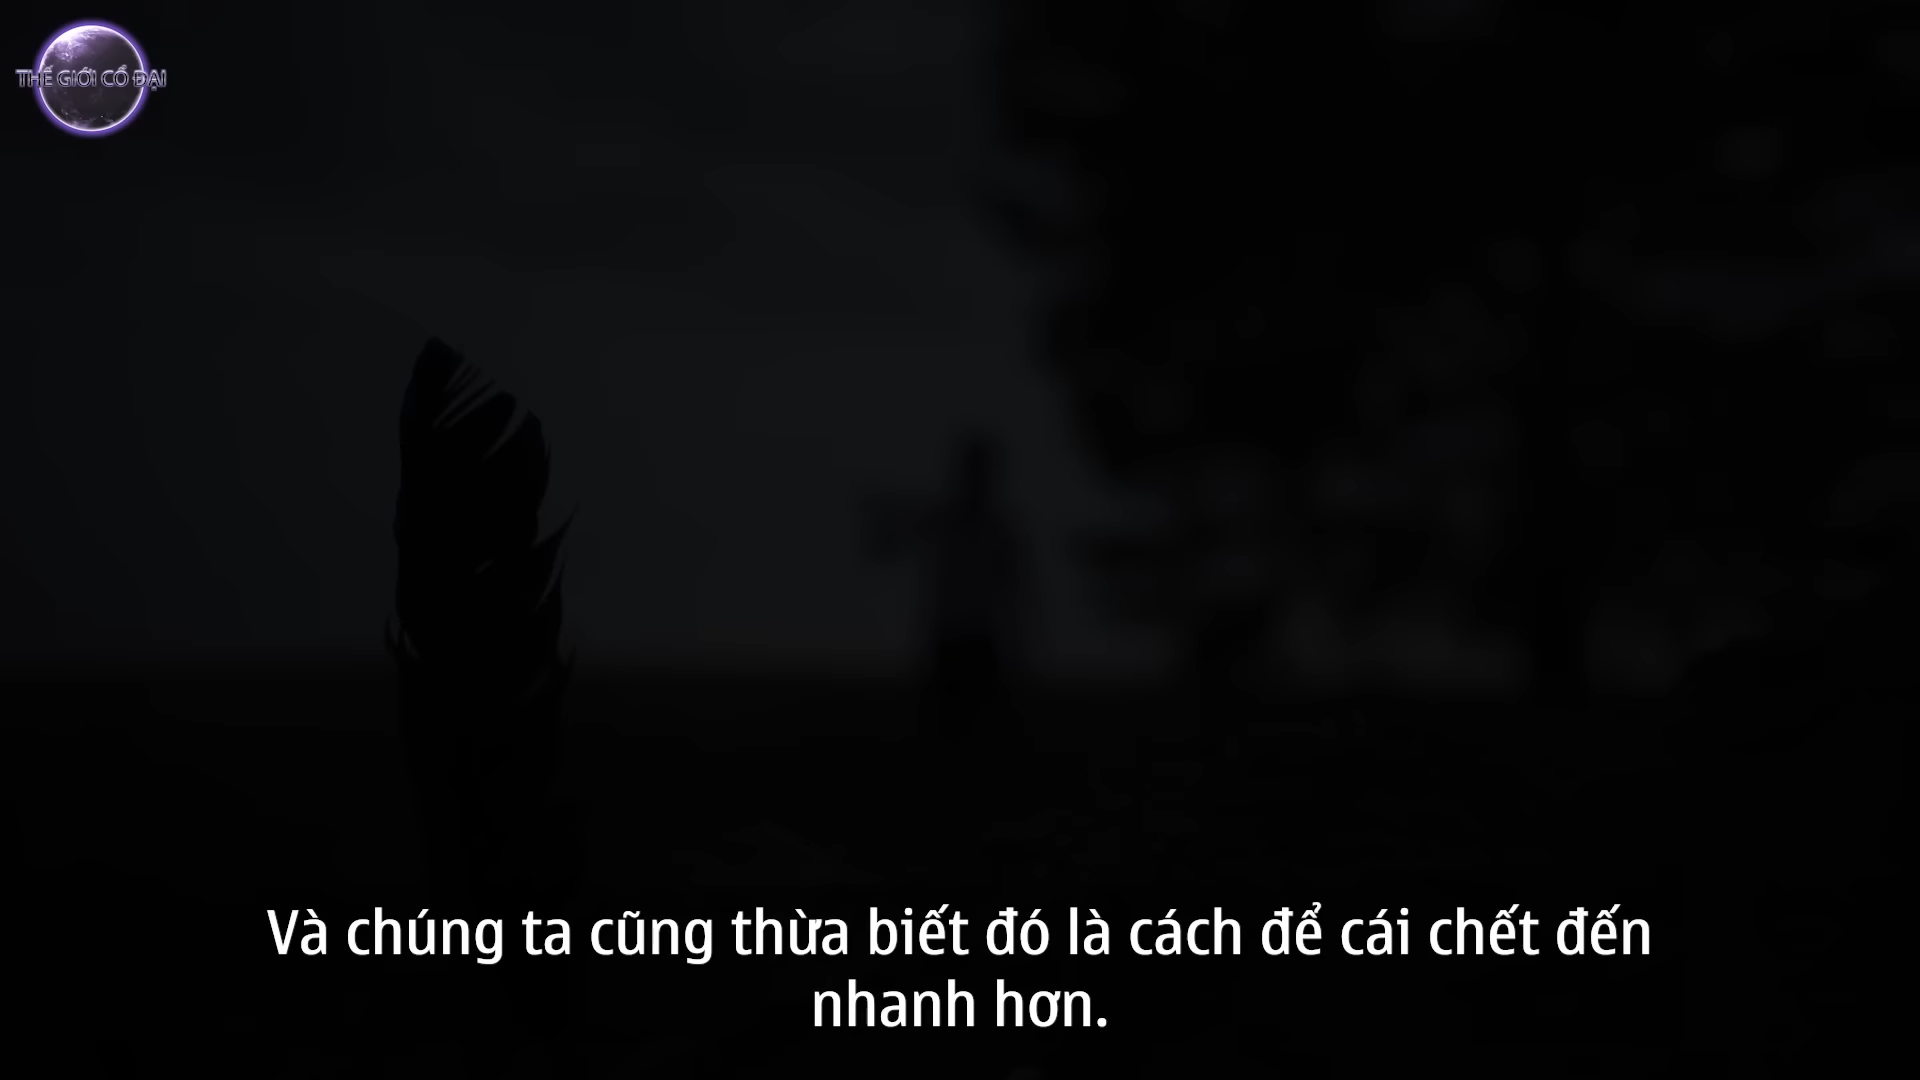 THẾ GIỚI CỔ ĐẠI
Và chúng ta cũng thừa biết đó là cách để cái chết đến
nhanh hơn.